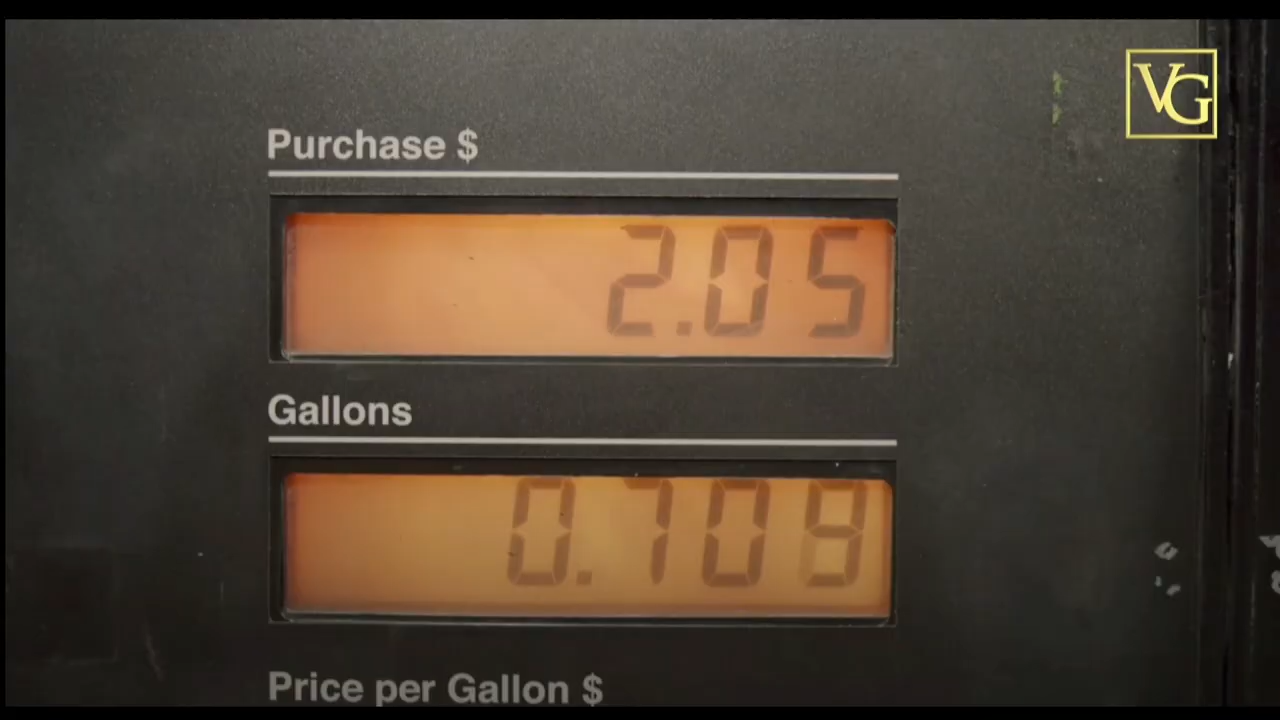 VG
Purchase $
2.05
Gallons
0.709
Price per Gallon $